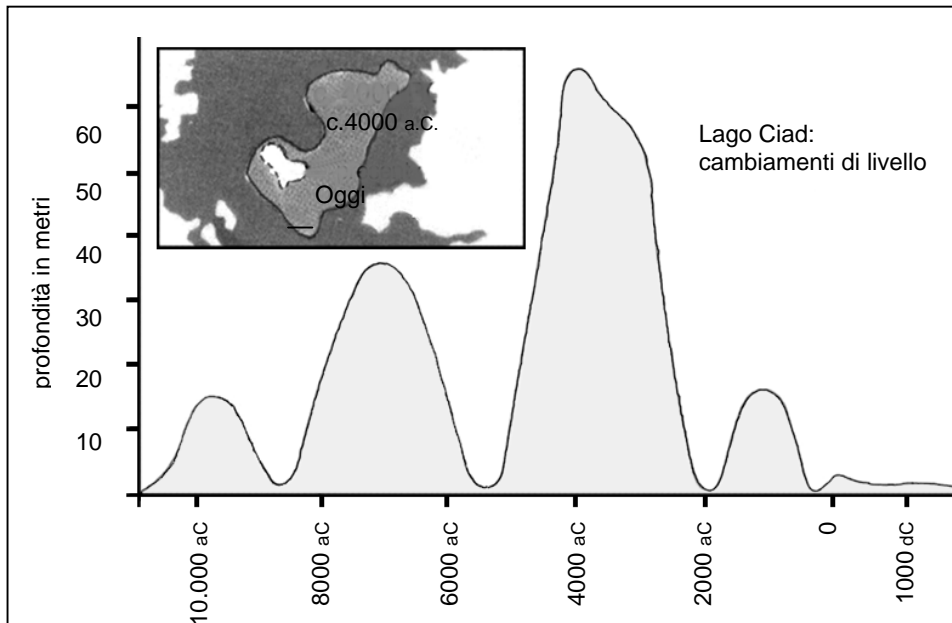 c.4000 a.C.
Oggi
Lago Ciad:
cambiamenti di livello
profondità in metri
60
50
40
30
20
10
10.000 aC
8000 aC
6000 aC
4000 aC
2000 aC
0
1000 dC